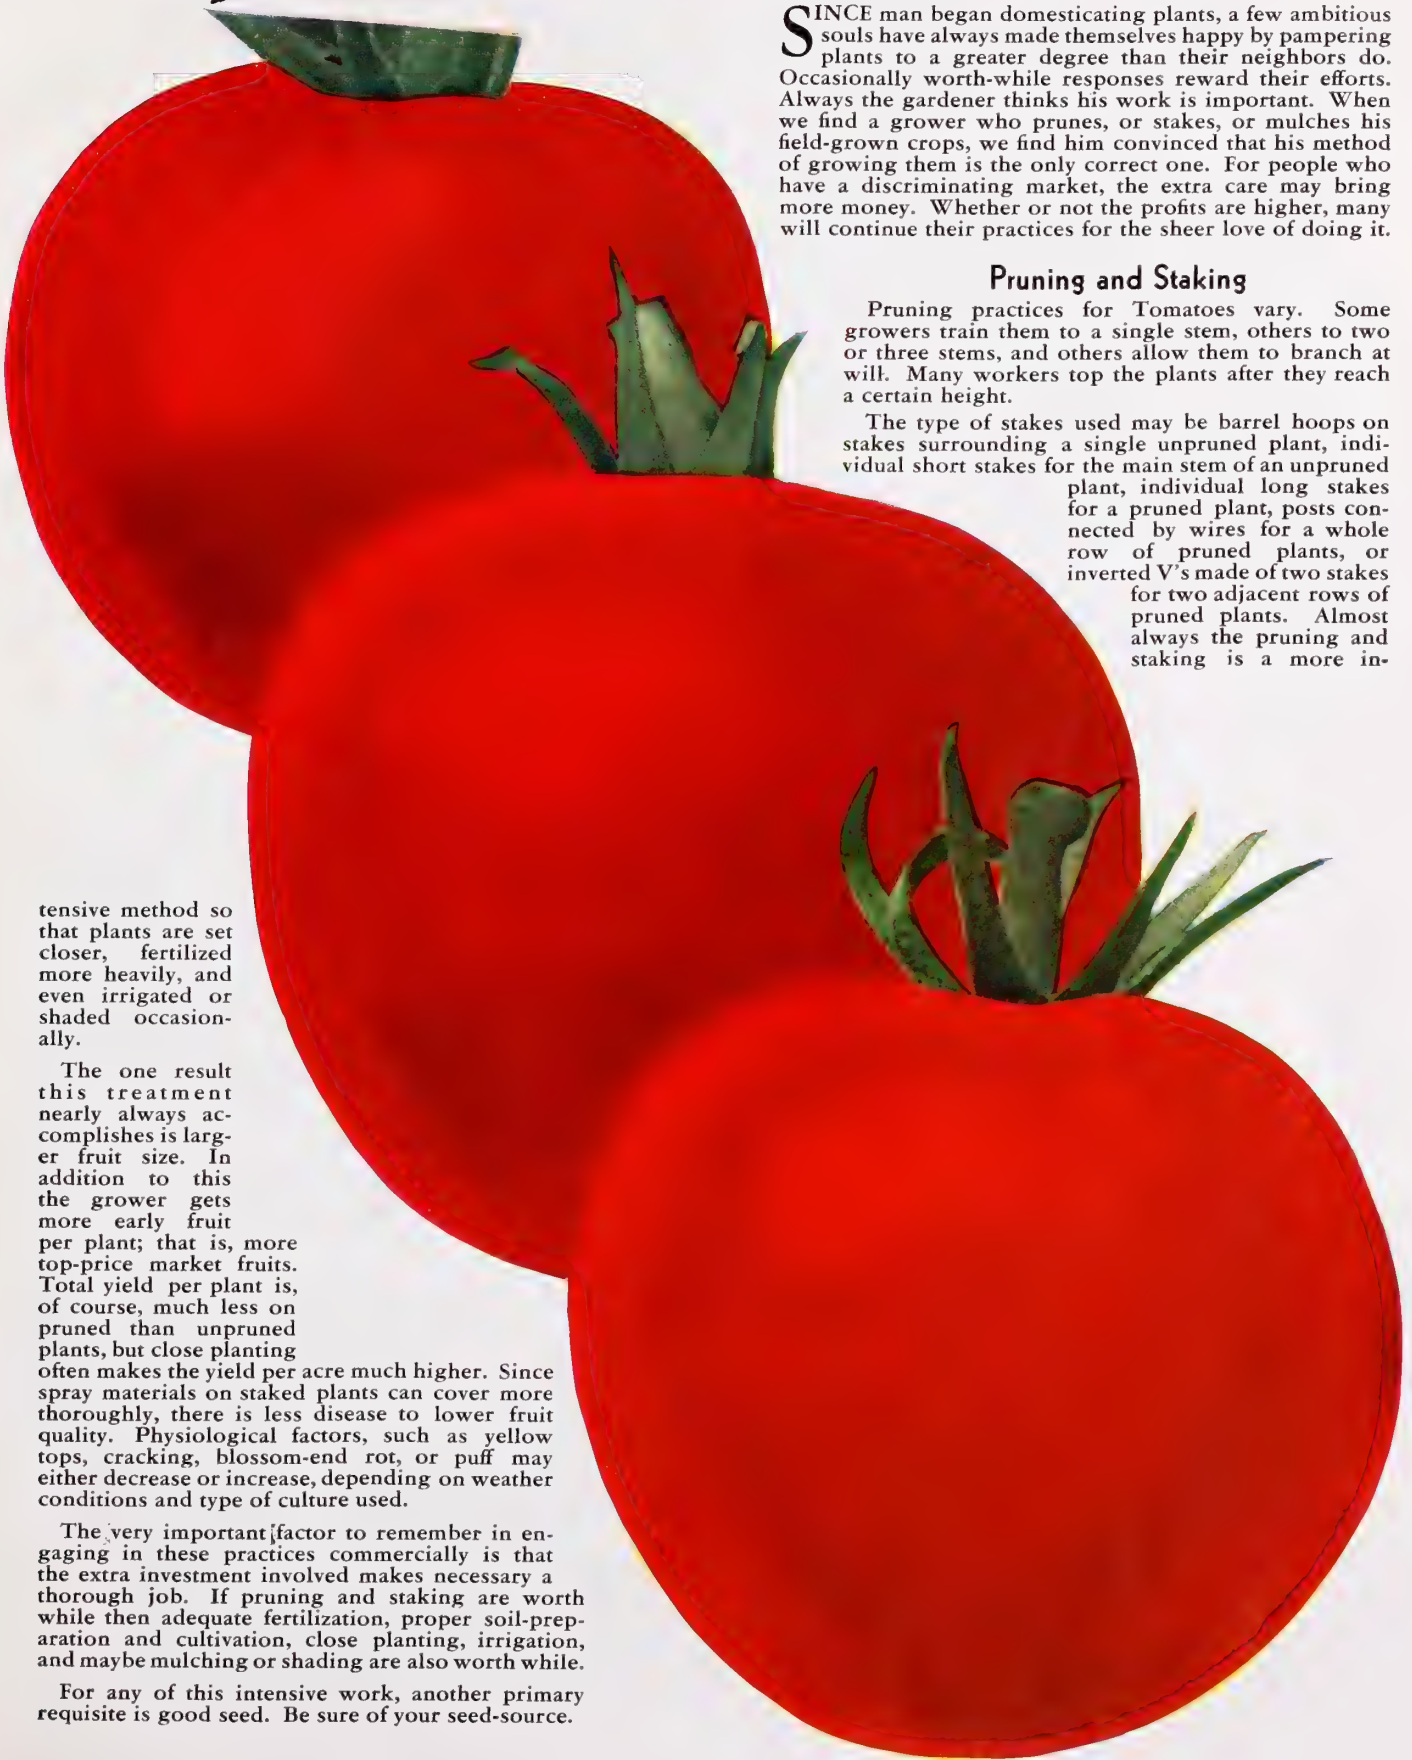 SINCE man began domesticating plants, a few ambitious
souls have always made themselves happy by pampering
plants to a greater degree than their neighbors do.
Occasionally worth-while responses reward their efforts.
Always the gardener thinks his work is important. When
we find a grower who prunes, or stakes, or mulches his
field-grown crops, we find him convinced that his method
of growing them is the only correct one. For people who
have a discriminating market, the extra care may bring
more money. Whether or not the profits are higher, many
will continue their practices for the sheer love of doing it.
Pruning and Staking
Pruning practices for Tomatoes vary. Some
growers train them to a single stem, others to two
or three stems, and others allow them to branch at
will. Many workers top the plants after they reach
a certain height.
The type of stakes used may be barrel hoops on
stakes surrounding a single unpruned plant, indi-
vidual short stakes for the main stem of an unpruned
plant, individual long stakes
for a pruned plant, posts con-
nected by wires for a whole
row of pruned plants, or
inverted V's made of two stakes
for two adjacent rows of
pruned plants. Almost
always the pruning and
staking is a more in-
tensive method so
that plants are set
closer, fertilized
more heavily, and
even irrigated or
shaded occasion-
ally.
The one result
this treatment
nearly always ac-
complishes is larg-
er fruit size. In
addition to this
the grower gets
more early fruit
per plant; that is, more
top-price market fruits.
Total yield per plant is,
of course, much less on
pruned than unpruned
plants, but close planting
often makes the yield per acre much higher. Since
spray materials on staked plants can cover more
thoroughly, there is less disease to lower fruit
quality. Physiological factors, such as yellow
tops, cracking, blossom-end rot, or puff may
either decrease or increase, depending on weather
conditions and type of culture used.
The very important factor to remember in en-
gaging in these practices commercially is that
the extra investment involved makes necessary a
thorough job. If pruning and staking are worth
while then adequate fertilization, proper soil-prep-
aration and cultivation, close planting, irrigation,
and maybe mulching or shading are also worth while.
For any of this intensive work, another primary
requisite is good seed. Be sure of your seed-source.